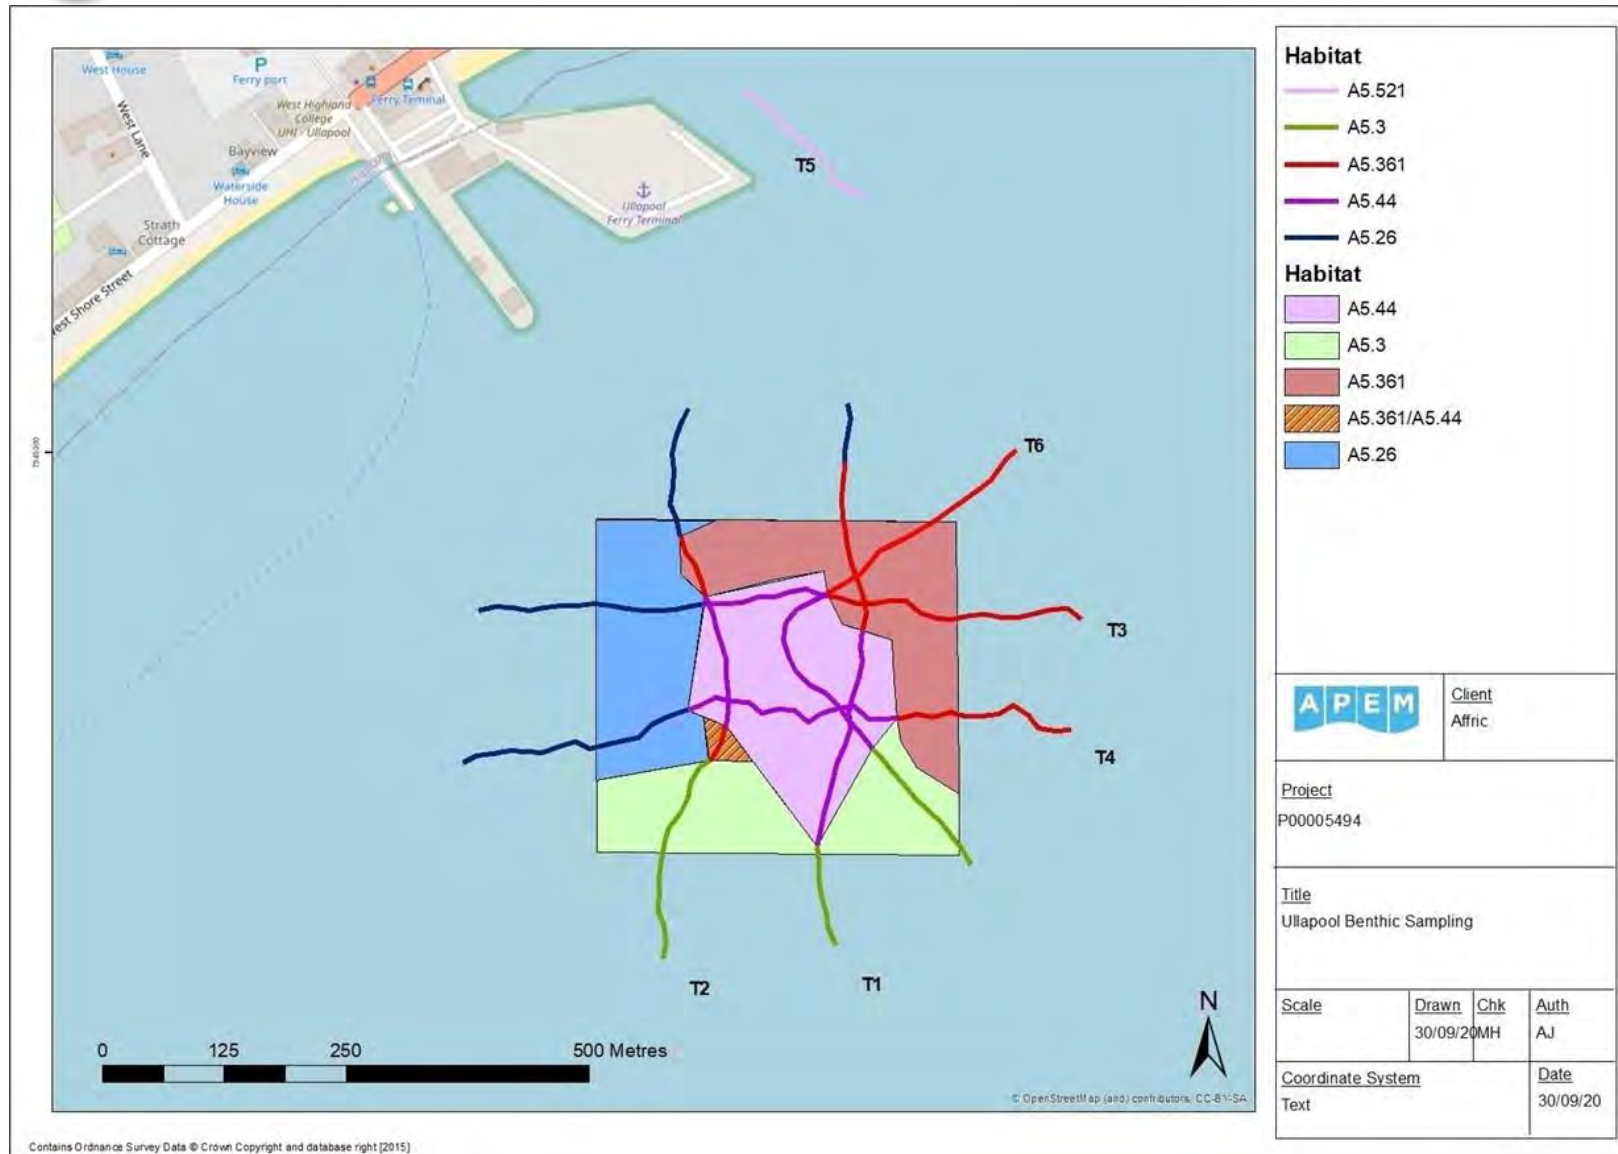 West House
P
Ferry port
West Lane
West Highland
College
UHI - Ullapool
Ferry Teminal
Bayview
Waterside
House
Strath
Cottage
est Shore Street
Ullapool
Ferry Terminal
T5
T6
T3
T4
T2
T1
N
0 125 250 500 Metres
© OpenStreetMap (and) contributors, CC-BY-SA
Contains Ordnance Survey Data © Crown Copyright and database right [2015]
Habitat
A5.521
A5.3
A5.361
A5.44
A5.26
Habitat
A5.44
A5.3
A5.361
A5.361/A5.44
A5.26
APEM
Client
Affric
Project
P00005494
Title
Ullapool Benthic Sampling
Scale
Drawn
30/09/20
Chk
MH
Auth
AJ
Coordinate System
Text
Date
30/09/20